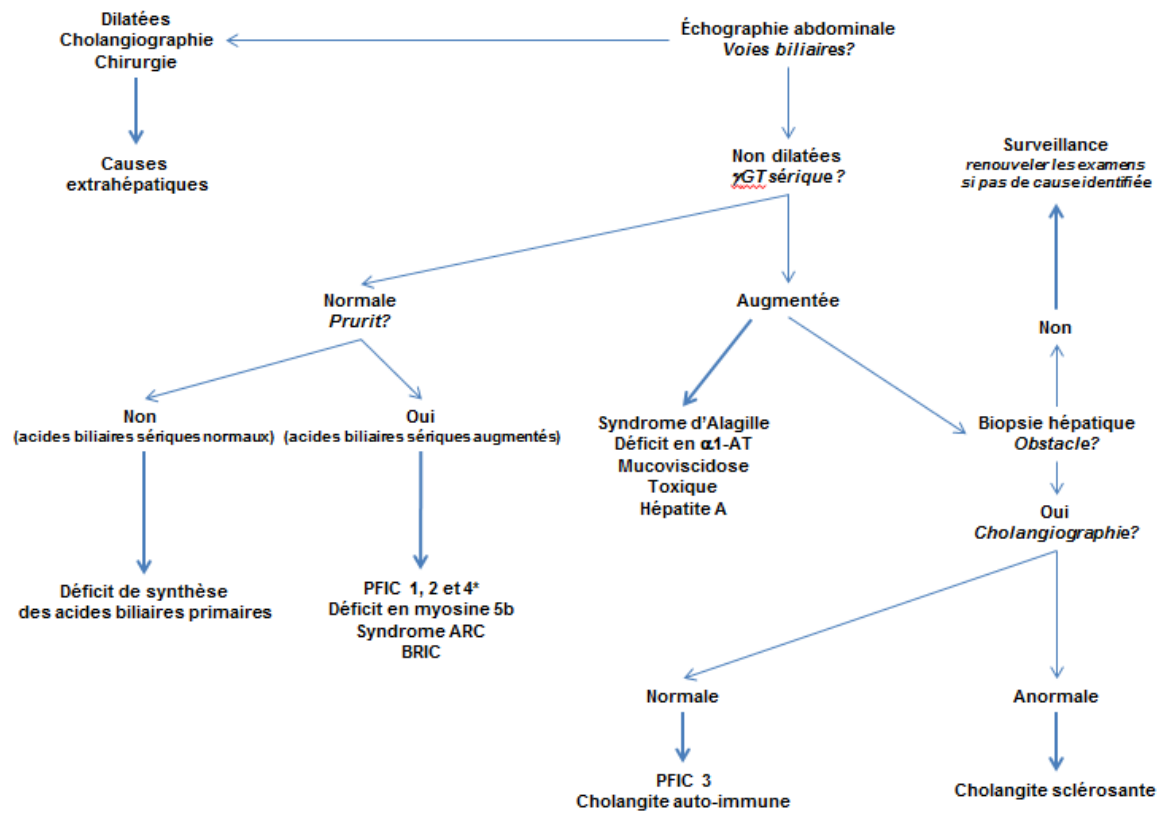 Dilatées
Cholangiographie
Chirurgie
Échographie abdominale
Voies biliaires?
Causes
extrahépatiques
Non dilatées
γGT sérique ?
Surveillance
renouveler les examens
si pas de cause identifiée
Normale
Prurit?
Augmentée
Non
Non
(acides biliaires sériques normaux)
Oui
(acides biliaires sériques augmentés)
Syndrome d'Alagille
Déficit en α1-AT
Mucoviscidose
Toxique
Hépatite A
Biopsie hépatique
Obstacle?
Oui
Cholangiographie?
Déficit de synthèse
des acides biliaires primaires
PFIC 1, 2 et 4*
Déficit en myosine 5b
Syndrome ARC
BRIC
Normale
Anormale
PFIC 3
Cholangite auto-immune
Cholangite sclérosante